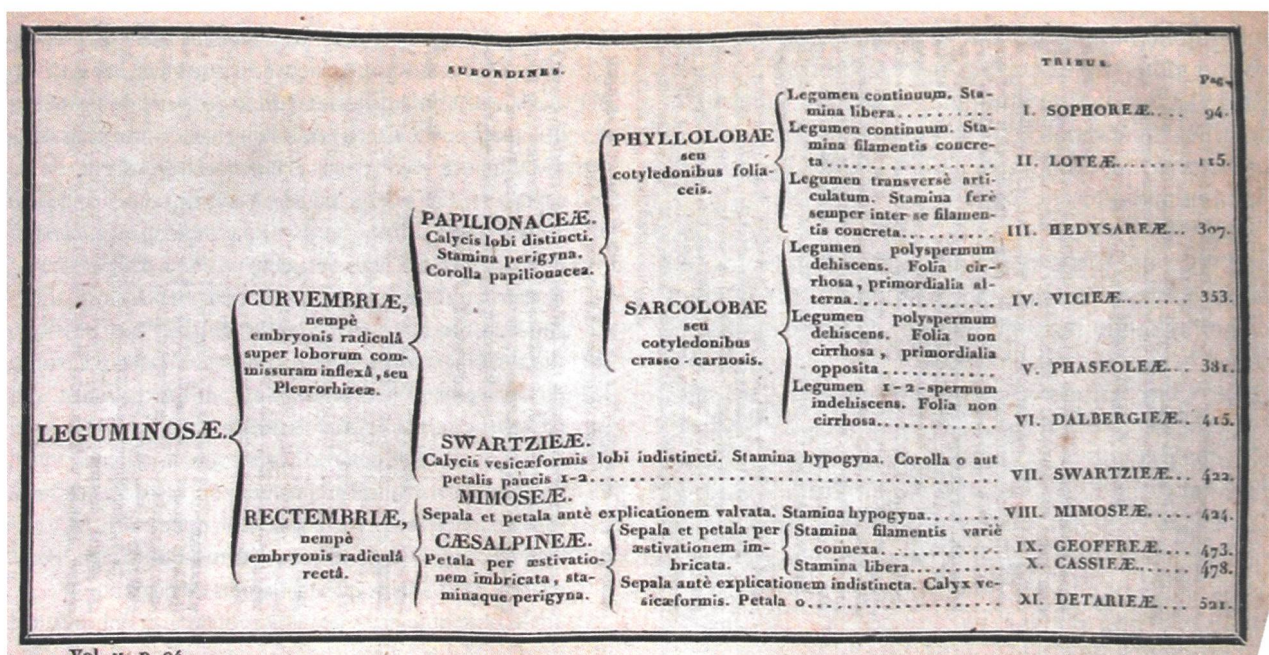 SUBORDINES.
TRIBUS.
Pag.
LEGUMINOSÆ..
CURVEMBRIÆ,
nempè
embryonis radiculâ
super loborum com-
missuram inflexâ, seu
Pleurorhizeæ.
PAPILIONACEÆ.
Calycis lobi distincti.
Stamina perigyna.
Corolla papilionacea.
PHYLLOLOBAE
seu
cotyledonibus folia-
ceis.
Legumen continuum. Sta-
mina libera.......... I. SOPHOREÆ.... 94.
Legumen continuum. Sta-
mina filamentis concre-
ta.................. II. LOTEÆ........ 115.
Legumen transversè arti-
culatum. Stamina ferè
semper inter se filamen-
tis concreta.......... III. HEDYSAREÆ... 307.
SARCOLOBAE
seu
cotyledonibus
crasso-carnosis.
Legumen polyspermum
dehiscens. Folia cir-
rhosa, primordialia al-
terna............... IV. VICIEÆ........ 353.
Legumen polyspermum
dehiscens. Folia non
cirrhosa, primordialia
opposita............. V. PHASEOLEÆ... 381.
Legumen 1-2-spermum
indehiscens. Folia non
cirrhosa............. VI. DALBERGIEÆ.. 415.
SWARTZIEÆ.
Calycis vesicæformis lobi indistincti. Stamina hypogyna. Corolla o aut
petalis paucis 1-2........................................ VII. SWARTZIEÆ.... 422.
RECTEMBRIÆ,
nempè
embryonis radiculâ
rectâ.
MIMOSEÆ.
Sepala et petala antè explicationem valvata. Stamina hypogyna....... VIII. MIMOSEÆ..... 424.
CÆSALPINEÆ.
Petala per æstivatio-
nem imbricata, sta-
minaque perigyna.
Sepala et petala per
æstivationem im-
bricata.
Stamina filamentis variè
connexa............ IX. GEOFFREÆ.... 473.
Stamina libera......... X. CASSIEÆ...... 478.
Sepala antè explicationem indistincta. Calyx ve-
sicæformis. Petala o.................... XI. DETARIEÆ.... 521.